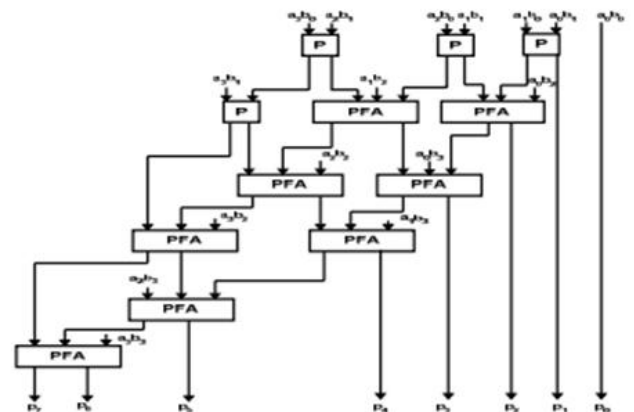 a₃b₀ a₂b₁ a₂b₀ a₁b₁ a₁b₀ a₀b₁ a₀b₀
P P P
a₃b₁ a₁b₂ a₀b₂
P PFA PFA
a₂b₂ a₀b₃
PFA PFA
a₃b₂ a₁b₃
PFA PFA
a₂b₃
PFA
a₃b₃
PFA
p₇ p₆ p₅ p₄ p₃ p₂ p₁ p₀